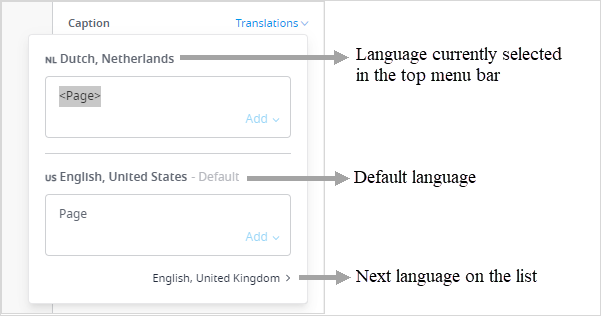 Caption Translations
NL Dutch, Netherlands
Language currently selected
in the top menu bar
<Page>
Add
US English, United States - Default
Default language
Page
Add
English, United Kingdom
Next language on the list